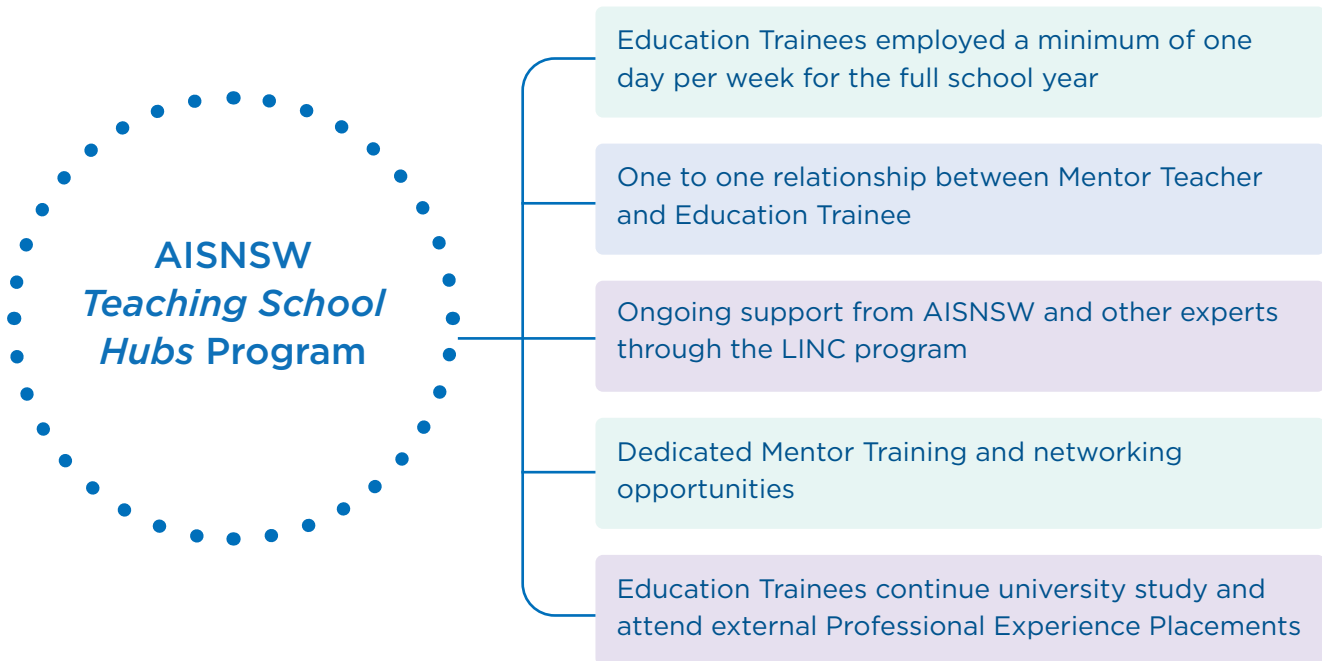 AISNSW
Teaching School
Hubs Program
Education Trainees employed a minimum of one
day per week for the full school year
One to one relationship between Mentor Teacher
and Education Trainee
Ongoing support from AISNSW and other experts
through the LINC program
Dedicated Mentor Training and networking
opportunities
Education Trainees continue university study and
attend external Professional Experience Placements